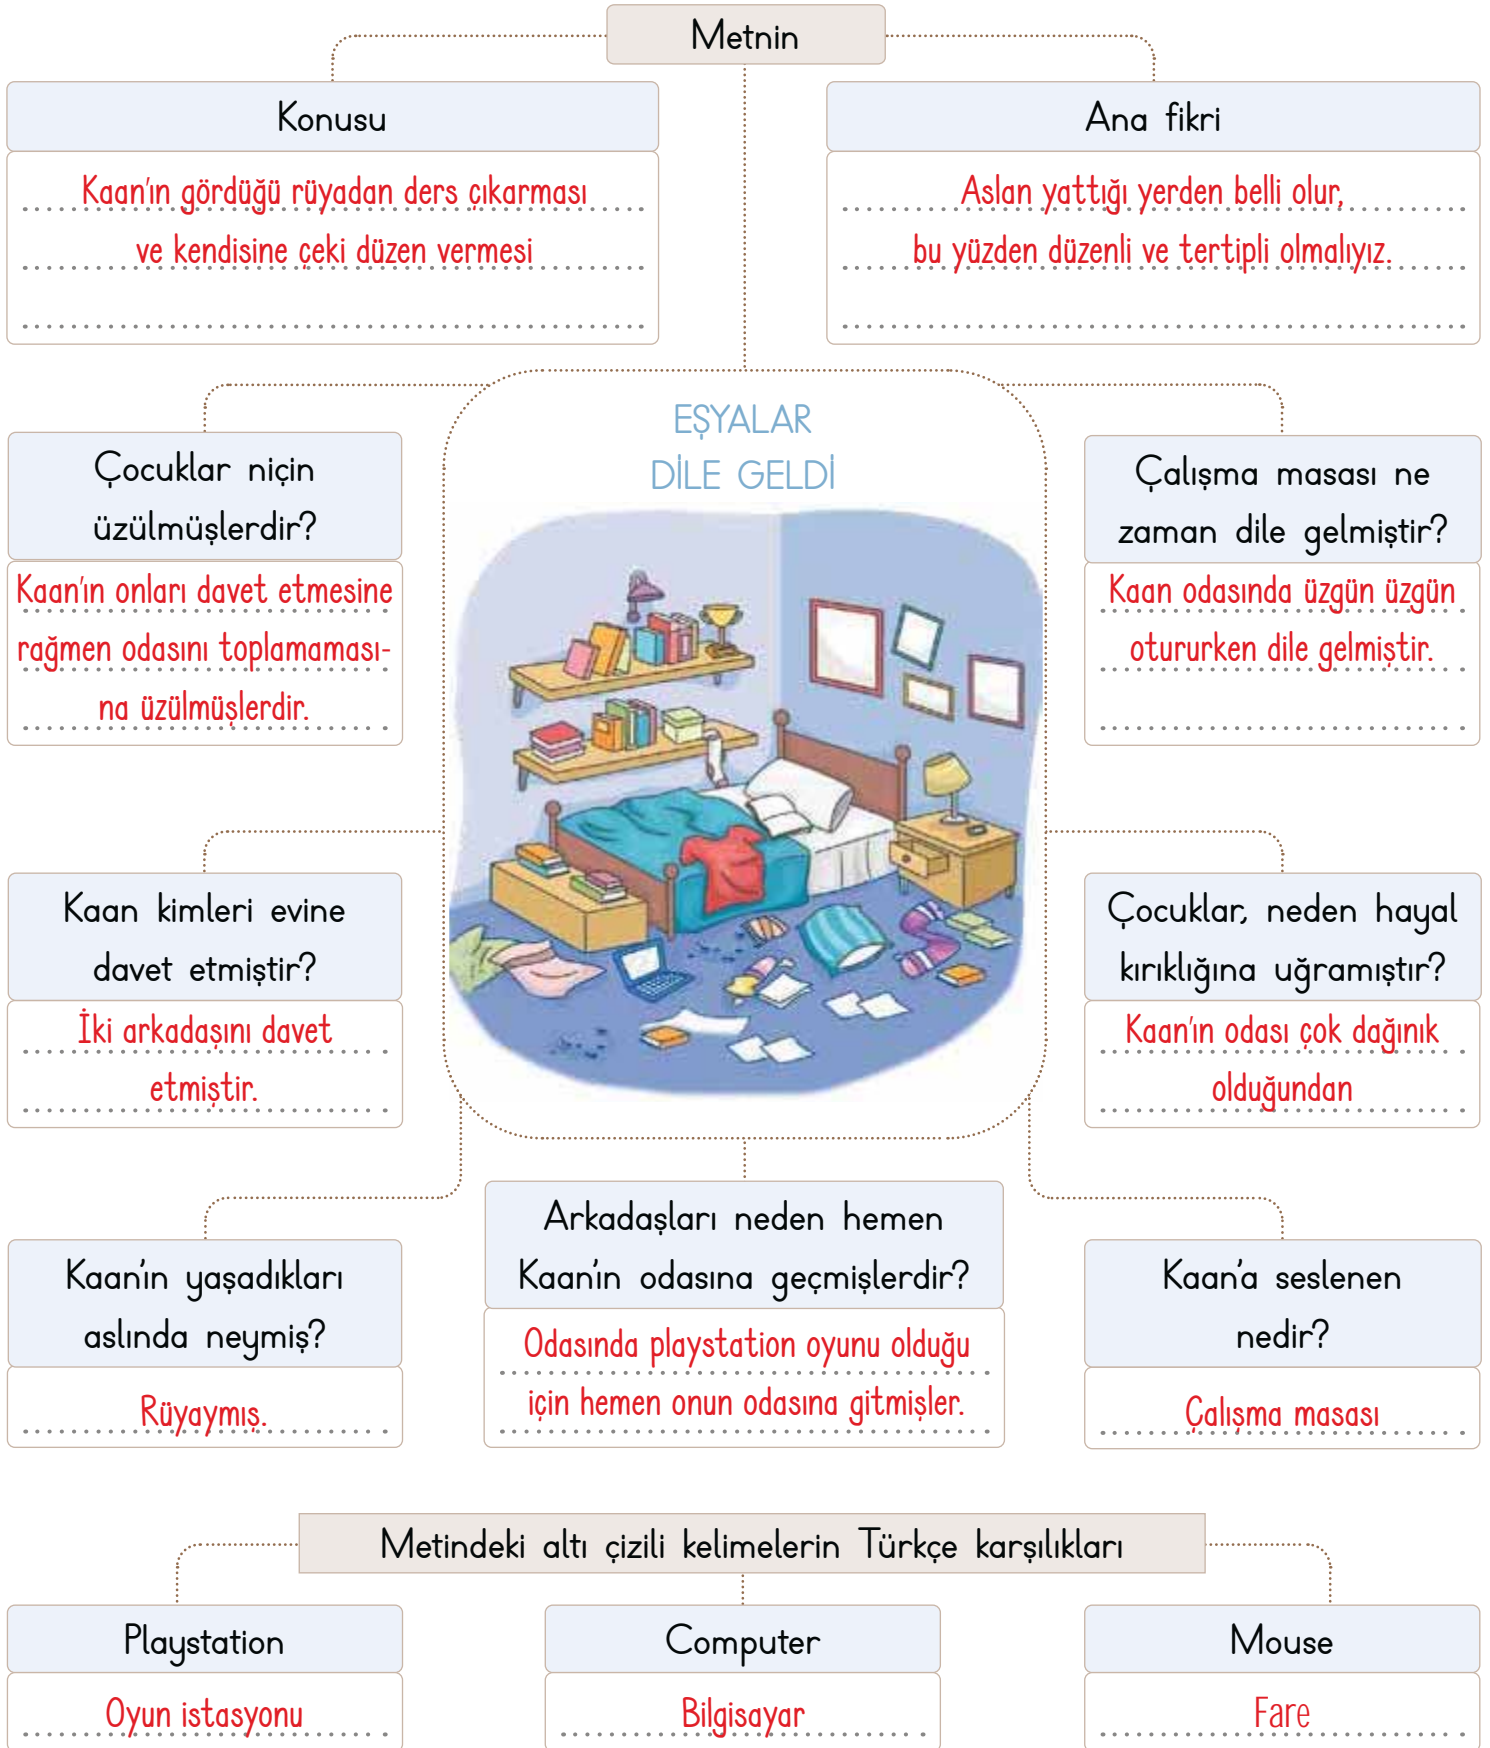 Metnin
Konusu
Kaan'ın gördüğü rüyadan ders çıkarması
ve kendisine çeki düzen vermesi
Ana fikri
Aslan yattığı yerden belli olur,
bu yüzden düzenli ve tertipli olmalıyız.
EŞYALAR
DİLE GELDİ
Çocuklar niçin
üzülmüşlerdir?
Kaan'ın onları davet etmesine
rağmen odasını toplamaması-
na üzülmüşlerdir.
Çalışma masası ne
zaman dile gelmiştir?
Kaan odasında üzgün üzgün
otururken dile gelmiştir.
Kaan kimleri evine
davet etmiştir?
İki arkadaşını davet
etmiştir.
Çocuklar, neden hayal
kırıklığına uğramıştır?
Kaan'ın odası çok dağınık
olduğundan
Kaan'ın yaşadıkları
aslında neymiş?
Rüyaymış.
Arkadaşları neden hemen
Kaan'ın odasına geçmişlerdir?
Odasında playstation oyunu olduğu
için hemen onun odasına gitmişler.
Kaan'a seslenen
nedir?
Çalışma masası
Metindeki altı çizili kelimelerin Türkçe karşılıkları
Playstation
Oyun istasyonu
Computer
Bilgisayar
Mouse
Fare